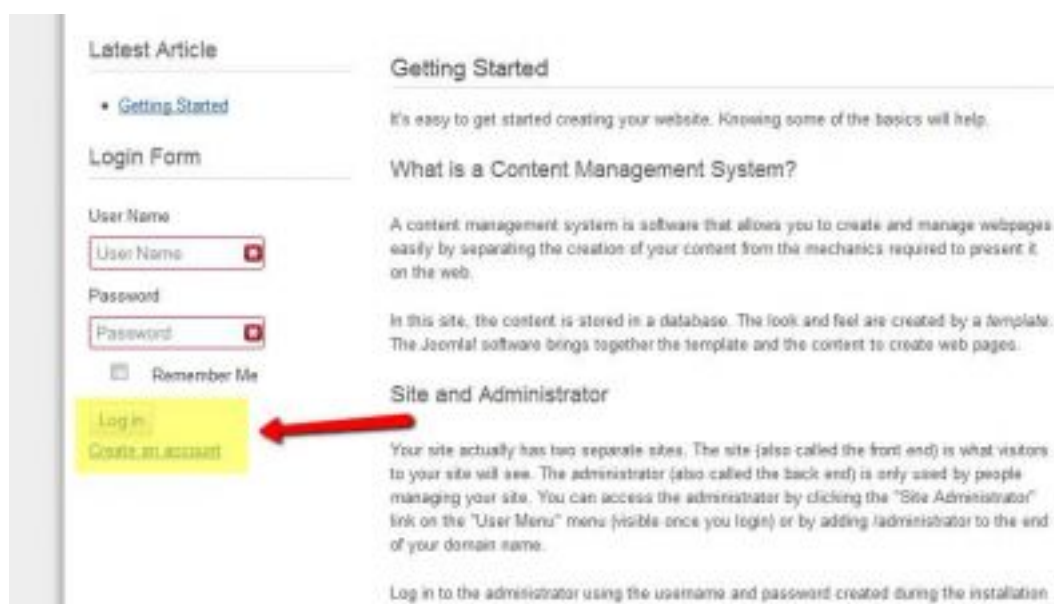 Latest Article
Getting Started
Login Form
User Name
User Name
Password
Password
Remember Me
Log in
Create an account
Getting Started
It's easy to get started creating your website. Knowing some of the basics will help.
What is a Content Management System?
A content management system is software that allows you to create and manage webpages
easily by separating the creation of your content from the mechanics required to present it
on the web.
In this site, the content is stored in a database. The look and feel are created by a template.
The Joomla! software brings together the template and the content to create web pages.
Site and Administrator
Your site actually has two separate sites. The site (also called the front end) is what visitors
to your site will see. The administrator (also called the back end) is only used by people
managing your site. You can access the administrator by clicking the "Site Administrator"
link on the "User Menu" menu (visible once you login) or by adding /administrator to the end
of your domain name.
Log in to the administrator using the username and password created during the installation